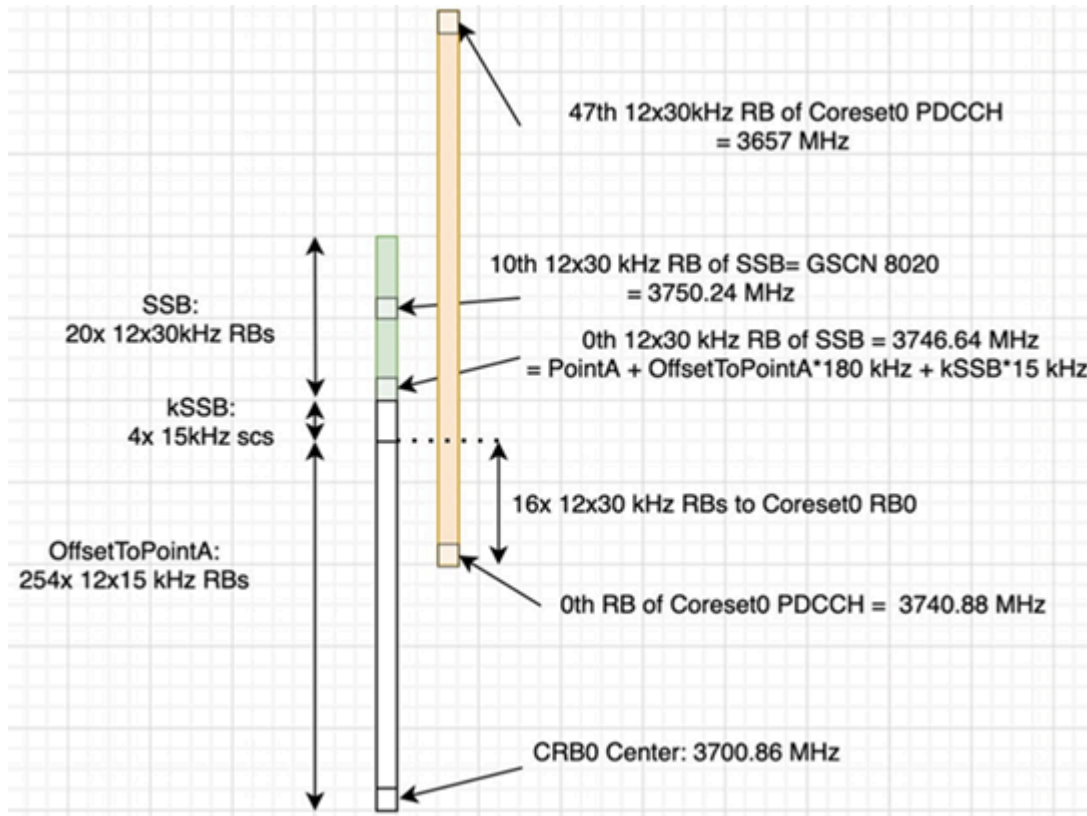 47th 12x30kHz RB of Coreset0 PDCCH
= 3657 MHz
10th 12x30 kHz RB of SSB= GSCN 8020
= 3750.24 MHz
SSB:
20x 12x30kHz RBs
0th 12x30 kHz RB of SSB = 3746.64 MHz
= PointA + OffsetToPointA*180 kHz + kSSB*15 kHz
kSSB:
4x 15kHz scs
16x 12x30 kHz RBs to Coreset0 RB0
OffsetToPointA:
254x 12x15 kHz RBs
0th RB of Coreset0 PDCCH = 3740.88 MHz
CRB0 Center: 3700.86 MHz